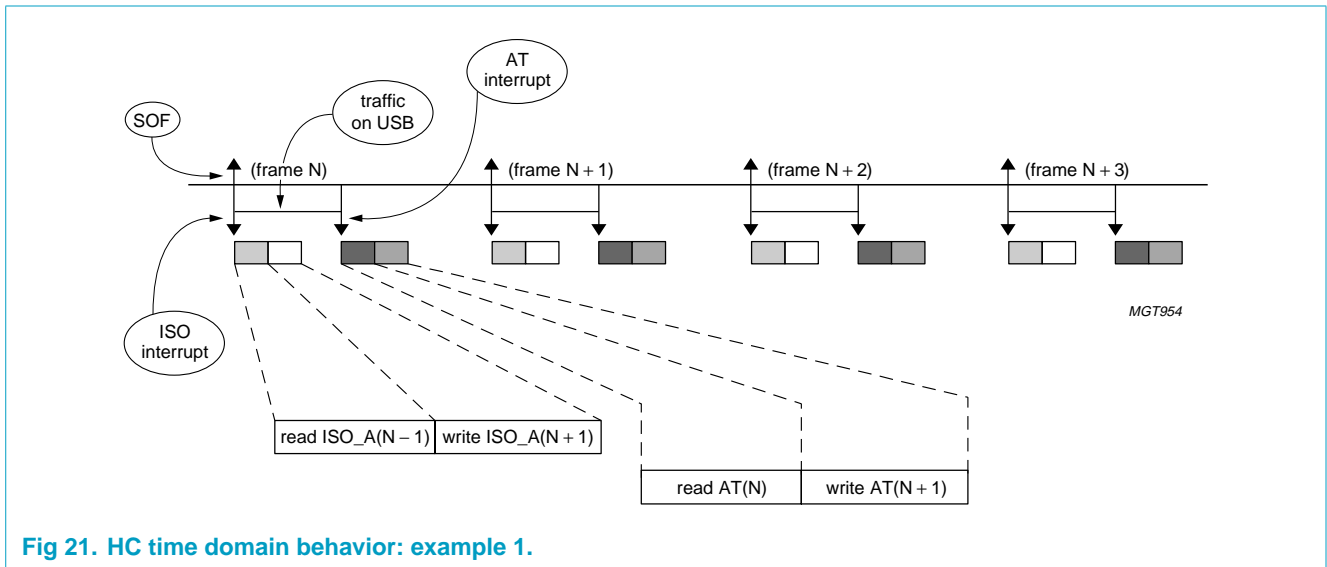 AT
interrupt
traffic
on USB
SOF
(frame N)
(frame N + 1)
(frame N + 2)
(frame N + 3)
MGT954
ISO
interrupt
read ISO_A(N − 1) write ISO_A(N + 1)
read AT(N) write AT(N + 1)
Fig 21. HC time domain behavior: example 1.